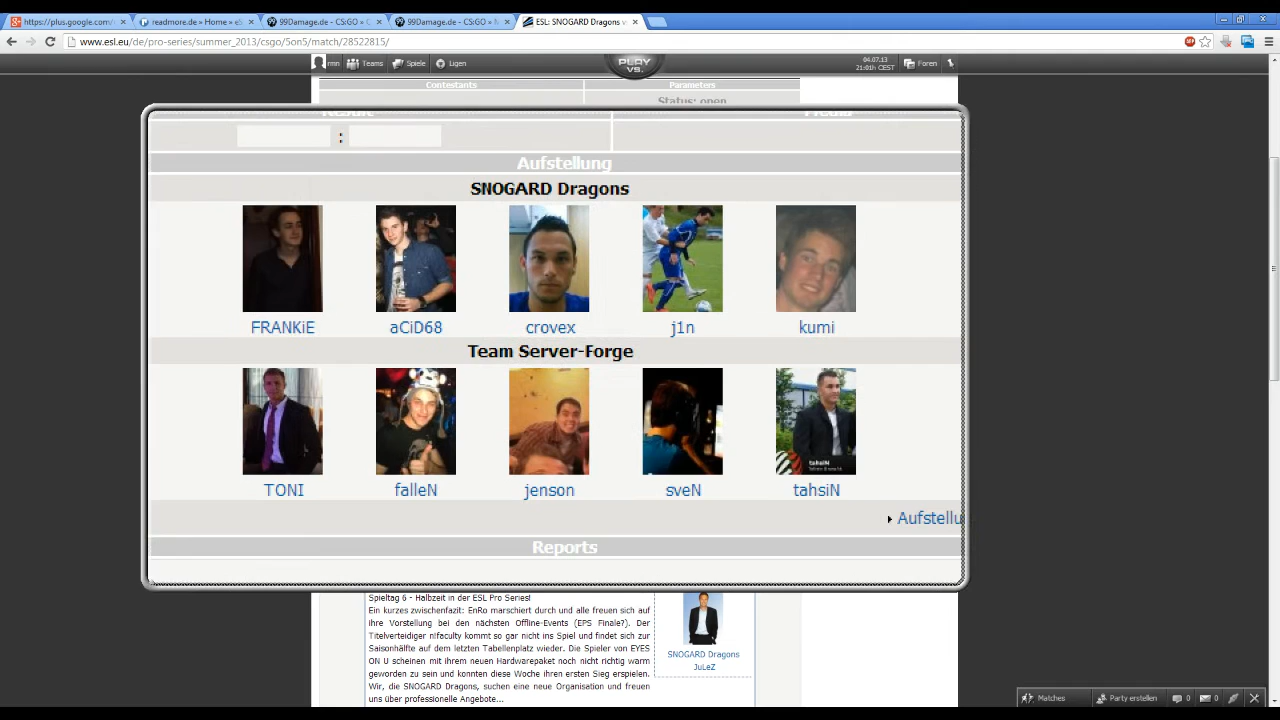 https://plus.google.com/
readmore.de » Home » eS
99Damage.de - CS:GO » C
99Damage.de - CS:GO » M
ESL: SNOGARD Dragons v
www.esl.eu/de/pro-series/summer_2013/csgo/5on5/match/28522815/
rmn Teams Spiele Ligen PLAY VS. 04.07.13 Foren
21:01h CEST
Contestants Parameters
Status: open
Result Media
:
Aufstellung
SNOGARD Dragons
FRANKiE aCiD68 crovex j1n kumi
Team Server-Forge
tahsiN
TONI falleN jenson sveN tahsiN
Aufstellu
Reports
Spieltag 6 - Halbzeit in der ESL Pro Series!
Ein kurzes zwischenfazit: EnRo marschiert durch und alle freuen sich auf
ihre Vorstellung bei den nächsten Offline-Events (EPS Finale?). Der
Titelverteidiger n!faculty kommt so gar nicht ins Spiel und findet sich zur
Saisonhälfte auf dem letzten Tabellenplatz wieder. Die Spieler von EYES
ON U scheinen mit ihrem neuen Hardwarepaket noch nicht richtig warm
geworden zu sein und konnten diese Woche ihren ersten Sieg erspielen.
Wir, die SNOGARD Dragons, suchen eine neue Organisation und freuen
uns über professionelle Angebote...
SNOGARD Dragons
JuLeZ
Matches Party erstellen 0 0